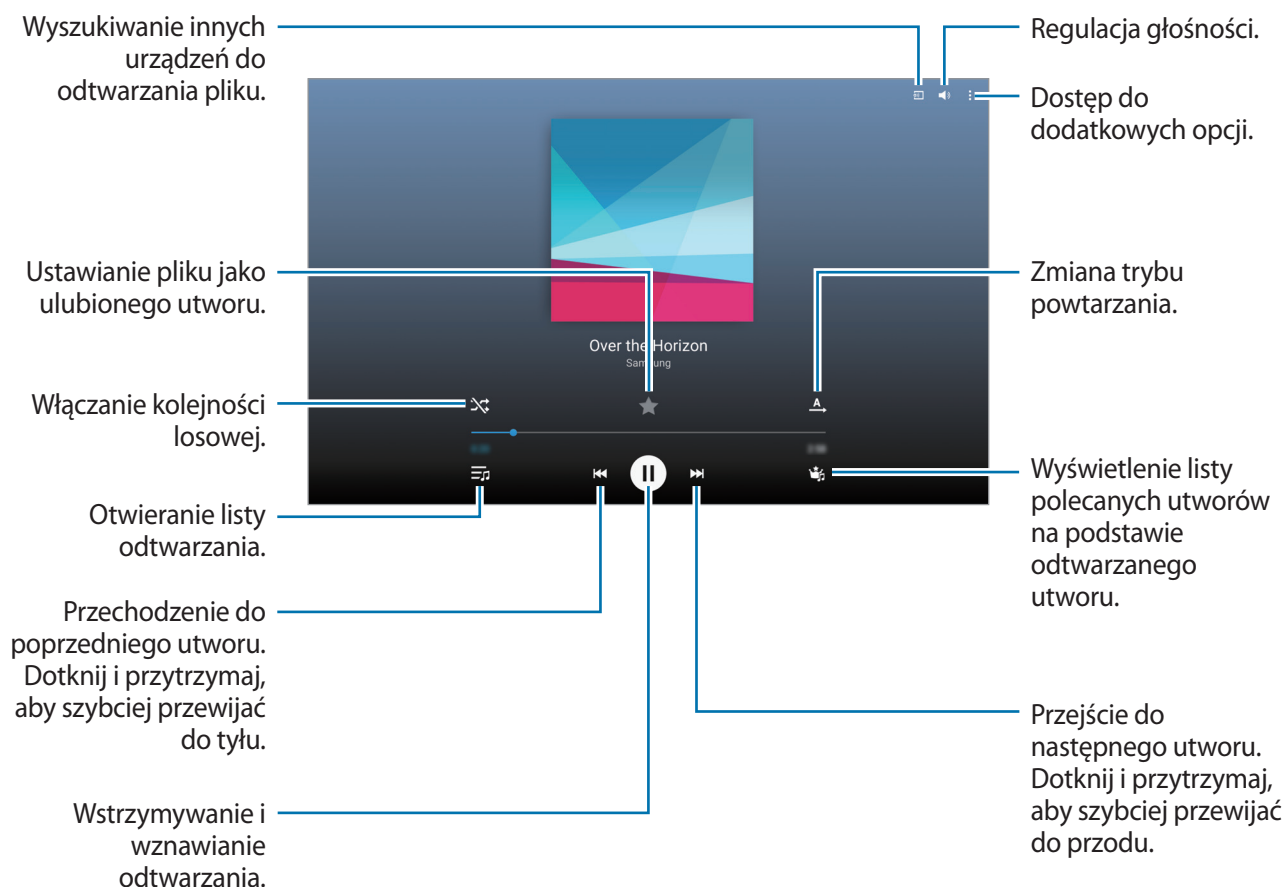 Wyszukiwanie innych
urządzeń do
odtwarzania pliku.
Regulacja głośności.
Dostęp do
dodatkowych opcji.
Ustawianie pliku jako
ulubionego utworu.
Zmiana trybu
powtarzania.
Over the Horizon
Samsung
Włączanie kolejności
losowej.
Otwieranie listy
odtwarzania.
Wyświetlenie listy
polecanych utworów
na podstawie
odtwarzanego
utworu.
Przechodzenie do
poprzedniego utworu.
Dotknij i przytrzymaj,
aby szybciej przewijać
do tyłu.
Przejście do
następnego utworu.
Dotknij i przytrzymaj,
aby szybciej przewijać
do przodu.
Wstrzymywanie i
wznawianie
odtwarzania.